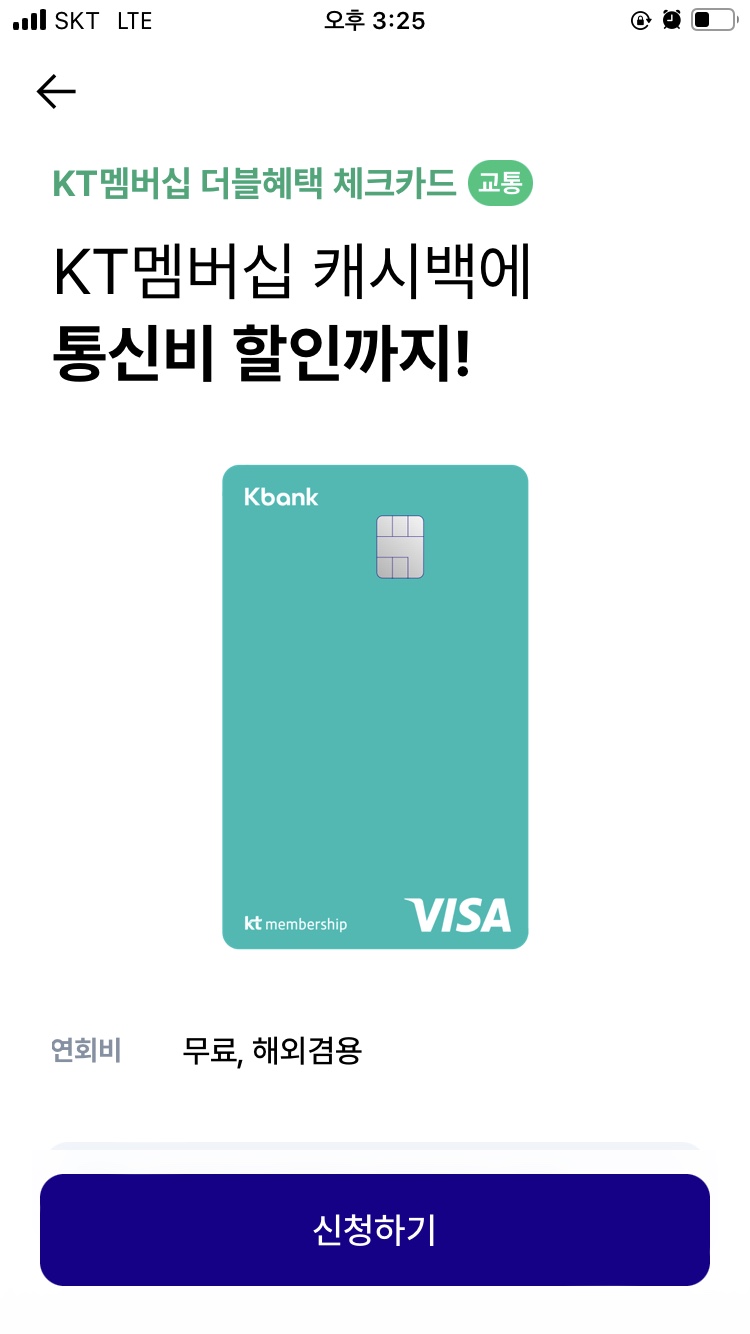 SKT LTE 오후 3:25
KT멤버십 더블혜택 체크카드 교통
KT멤버십 캐시백에
통신비 할인까지!
Kbank
kt membership VISA
연회비 무료, 해외겸용
신청하기